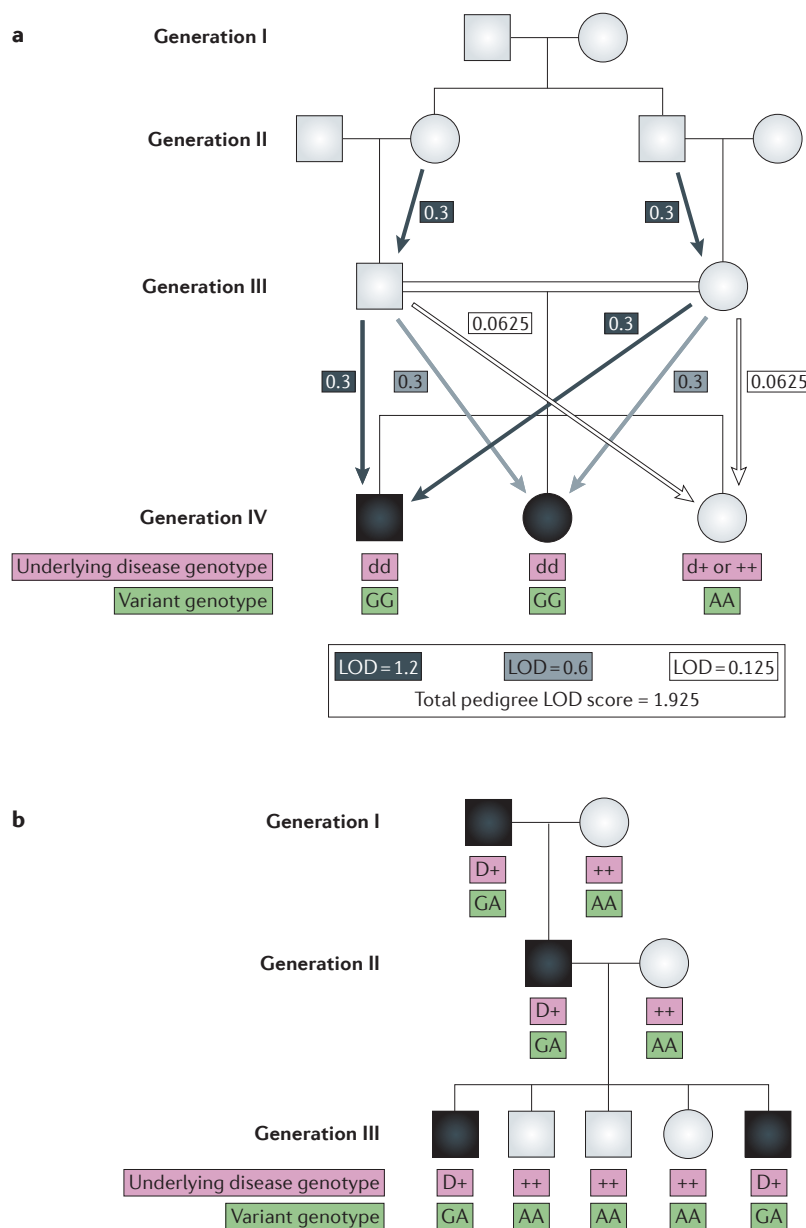 a
Generation I
Generation II
0.3 0.3
Generation III
0.0625 0.3
0.3 0.3 0.3 0.0625
Generation IV
Underlying disease genotype dd dd d+ or ++
Variant genotype GG GG AA
LOD = 1.2 LOD = 0.6 LOD = 0.125
Total pedigree LOD score = 1.925
b
Generation I
D+ ++
GA AA
Generation II
D+ ++
GA AA
Generation III
Underlying disease genotype D+ ++ ++ ++ D+
Variant genotype GA AA AA AA GA